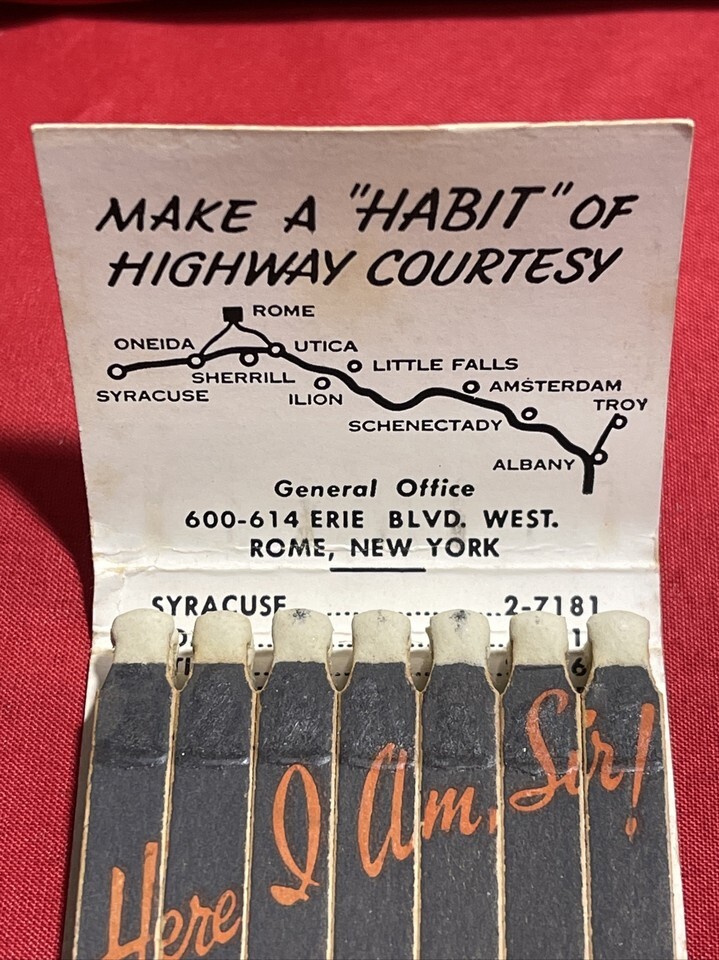 MAKE A "HABIT" OF
HIGHWAY COURTESY
ROME
ONEIDA
UTICA
LITTLE FALLS
SHERRILL
SYRACUSE
ILION
AMSTERDAM
TROY
SCHENECTADY
ALBANY
General Office
600-614 ERIE BLVD. WEST.
ROME, NEW YORK
SYRACUSE......................2-7181
Here I Am, Sir!